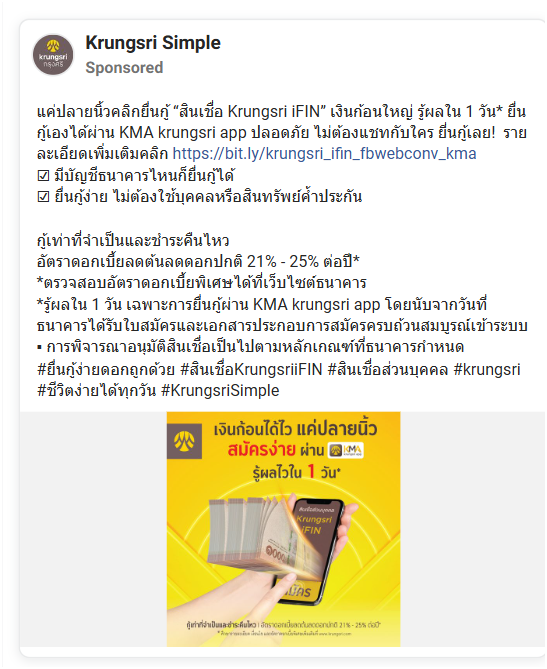 krungsri
กรุงศรี
Krungsri Simple
Sponsored
แค่ปลายนิ้วคลิกยื่นกู้ “สินเชื่อ Krungsri iFIN” เงินก้อนใหญ่ รู้ผลใน 1 วัน* ยื่น
กู้เองได้ผ่าน KMA krungsri app ปลอดภัย ไม่ต้องแชทกับใคร ยื่นกู้เลย!  ราย
ละเอียดเพิ่มเติมคลิก https://bit.ly/krungsri_ifin_fbwebconv_kma
☑ มีบัญชีธนาคารไหนก็ยื่นกู้ได้
☑ ยื่นกู้ง่าย ไม่ต้องใช้บุคคลหรือสินทรัพย์ค้ำประกัน
กู้เท่าที่จำเป็นและชำระคืนไหว
อัตราดอกเบี้ยลดต้นลดดอกปกติ 21% - 25% ต่อปี*
*ตรวจสอบอัตราดอกเบี้ยพิเศษได้ที่เว็บไซต์ธนาคาร
*รู้ผลใน 1 วัน เฉพาะการยื่นกู้ผ่าน KMA krungsri app โดยนับจากวันที่
ธนาคารได้รับใบสมัครและเอกสารประกอบการสมัครครบถ้วนสมบูรณ์เข้าระบบ
▪ การพิจารณาอนุมัติสินเชื่อเป็นไปตามหลักเกณฑ์ที่ธนาคารกำหนด
#ยื่นกู้ง่ายดอกถูกด้วย #สินเชื่อKrungsriiFIN #สินเชื่อส่วนบุคคล #krungsri
#ชีวิตง่ายได้ทุกวัน #KrungsriSimple
เงินก้อนได้ไว แค่ปลายนิ้ว
สมัครง่าย ผ่าน KMA
รู้ผลไวใน 1 วัน*
สินเชื่อส่วนบุคคล
Krungsri
iFIN
สมัคร
กู้เท่าที่จำเป็นและชำระคืนไหว | อัตราดอกเบี้ยลดต้นลดดอกปกติ 21% - 25% ต่อปี*